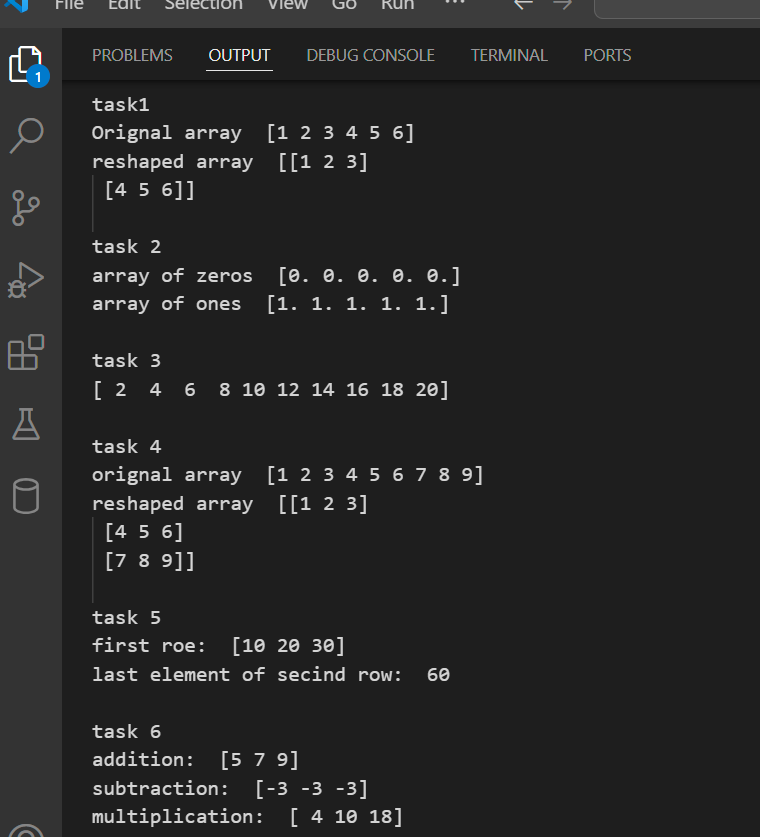 File Edit Selection View Go Run ...
PROBLEMS OUTPUT DEBUG CONSOLE TERMINAL PORTS
1
task1
Orignal array  [1 2 3 4 5 6]
reshaped array  [[1 2 3]
 [4 5 6]]
task 2
array of zeros  [0. 0. 0. 0. 0.]
array of ones  [1. 1. 1. 1. 1.]
task 3
[ 2  4  6  8 10 12 14 16 18 20]
task 4
orignal array  [1 2 3 4 5 6 7 8 9]
reshaped array  [[1 2 3]
 [4 5 6]
 [7 8 9]]
task 5
first roe:  [10 20 30]
last element of secind row:  60
task 6
addition:  [5 7 9]
subtraction:  [-3 -3 -3]
multiplication:  [ 4 10 18]